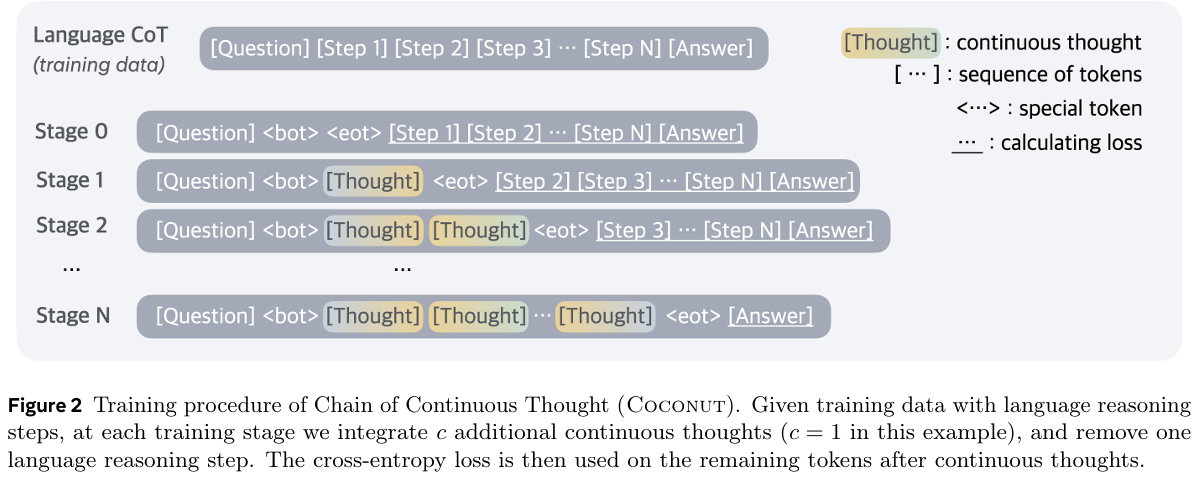 Language CoT
(training data)
[Question] [Step 1] [Step 2] [Step 3] ··· [Step N] [Answer]
[Thought] : continuous thought
[ ··· ] : sequence of tokens
<···> : special token
... : calculating loss
Stage 0
[Question] <bot> <eot> [Step 1] [Step 2] ··· [Step N] [Answer]
Stage 1
[Question] <bot> [Thought] <eot> [Step 2] [Step 3] ··· [Step N] [Answer]
Stage 2
[Question] <bot> [Thought] [Thought] <eot> [Step 3] ··· [Step N] [Answer]
... ...
Stage N
[Question] <bot> [Thought] [Thought] ··· [Thought] <eot> [Answer]
Figure 2 Training procedure of Chain of Continuous Thought (COCONUT). Given training data with language reasoning
steps, at each training stage we integrate c additional continuous thoughts (c = 1 in this example), and remove one
language reasoning step. The cross-entropy loss is then used on the remaining tokens after continuous thoughts.